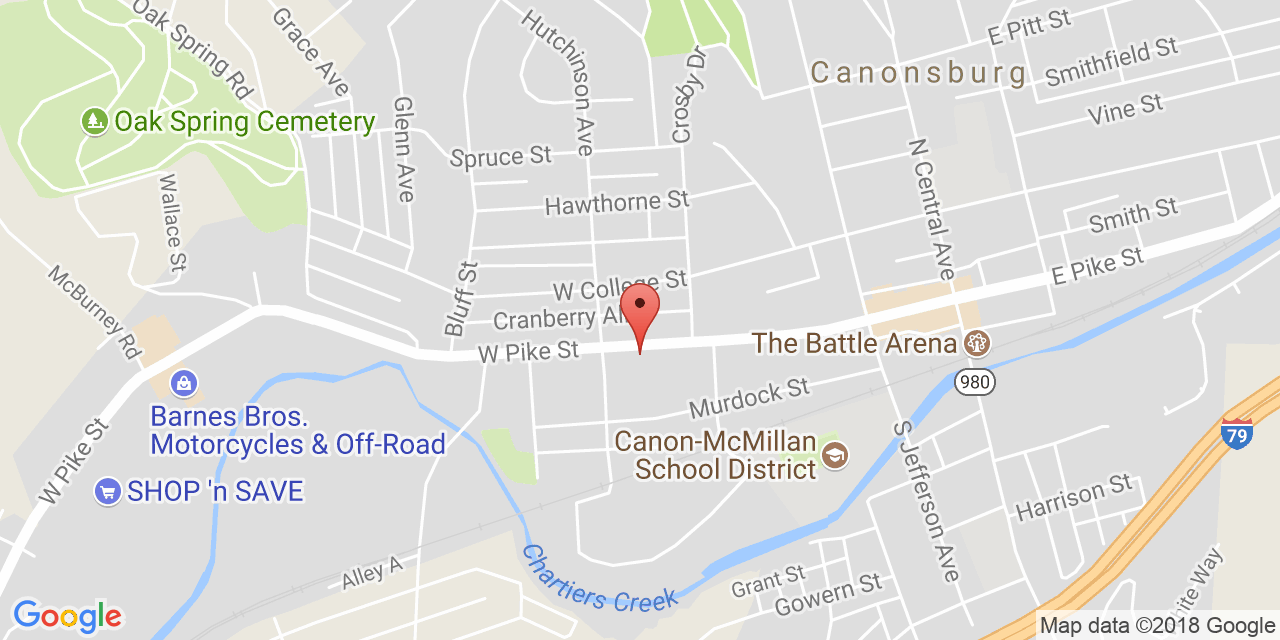 Oak Spring Rd
Grace Ave
Hutchinson Ave
Crosby Dr
E Pitt St
Smithfield St
Canonsburg
Vine St
Oak Spring Cemetery
Glenn Ave
Spruce St
N Central Ave
Wallace St
Hawthorne St
Smith St
McBurney Rd
Bluff St
W College St
E Pike St
Cranberry
W Pike St
The Battle Arena
980
Barnes Bros.
Motorcycles & Off-Road
Murdock St
Canon-McMillan
School District
79
W Pike St
SHOP 'n SAVE
S Jefferson Ave
Harrison St
Alley A
Chartiers Creek
Grant St
Gowern St
Way
Google
Map data ©2018 Google